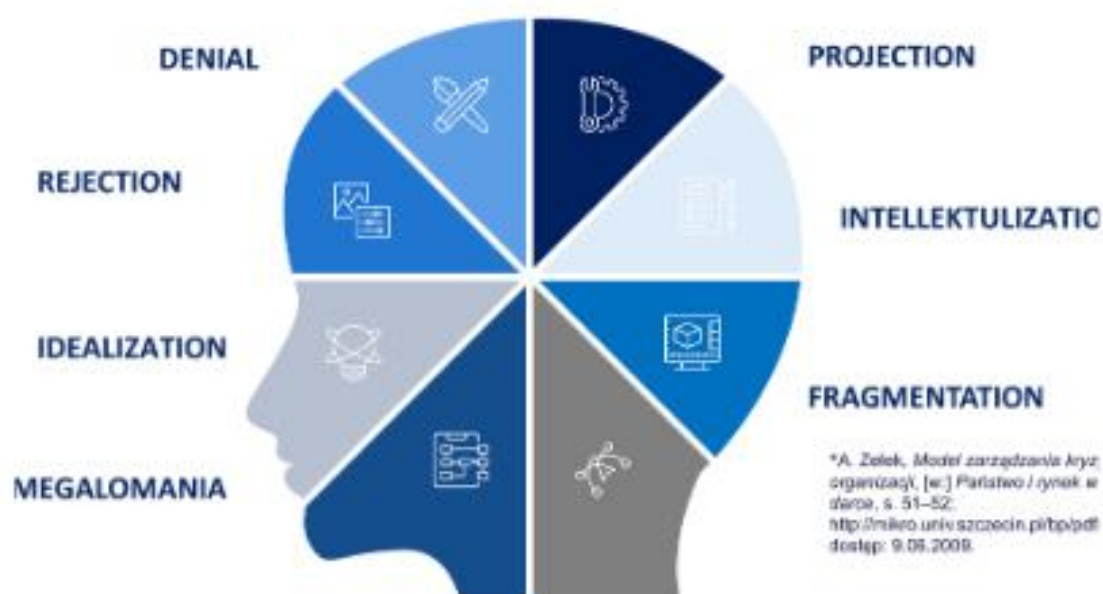 DENIAL
REJECTION
IDEALIZATION
MEGALOMANIA
PROJECTION
INTELLEKTULIZATIC
FRAGMENTATION
*A. Zelek, Model zarządzania kryz
organizacji, [w:] Państwo i rynek w
darce, s. 51–52;
http://mikro.univ.szczecin.pl/bp/pdf/
dostęp: 9.06.2009.